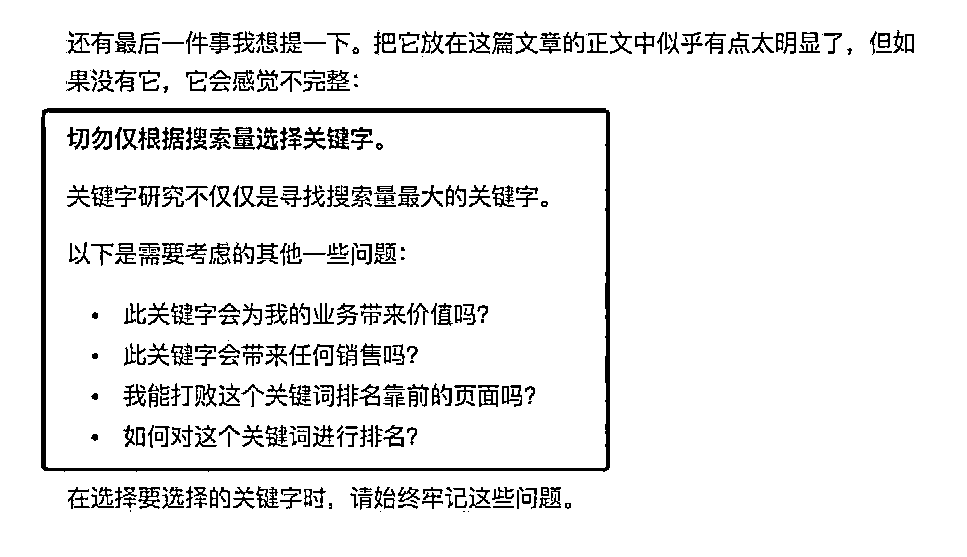 还有最后一件事我想提一下。把它放在这篇文章的正文中似乎有点太明显了，但如
果没有它，它会感觉不完整：
切勿仅根据搜索量选择关键字。
关键字研究不仅仅是寻找搜索量最大的关键字。
以下是需要考虑的其他一些问题：
• 此关键字会为我的业务带来价值吗？
• 此关键字会带来任何销售吗？
• 我能打败这个关键词排名靠前的页面吗？
• 如何对这个关键词进行排名？
在选择要选择的关键字时，请始终牢记这些问题。